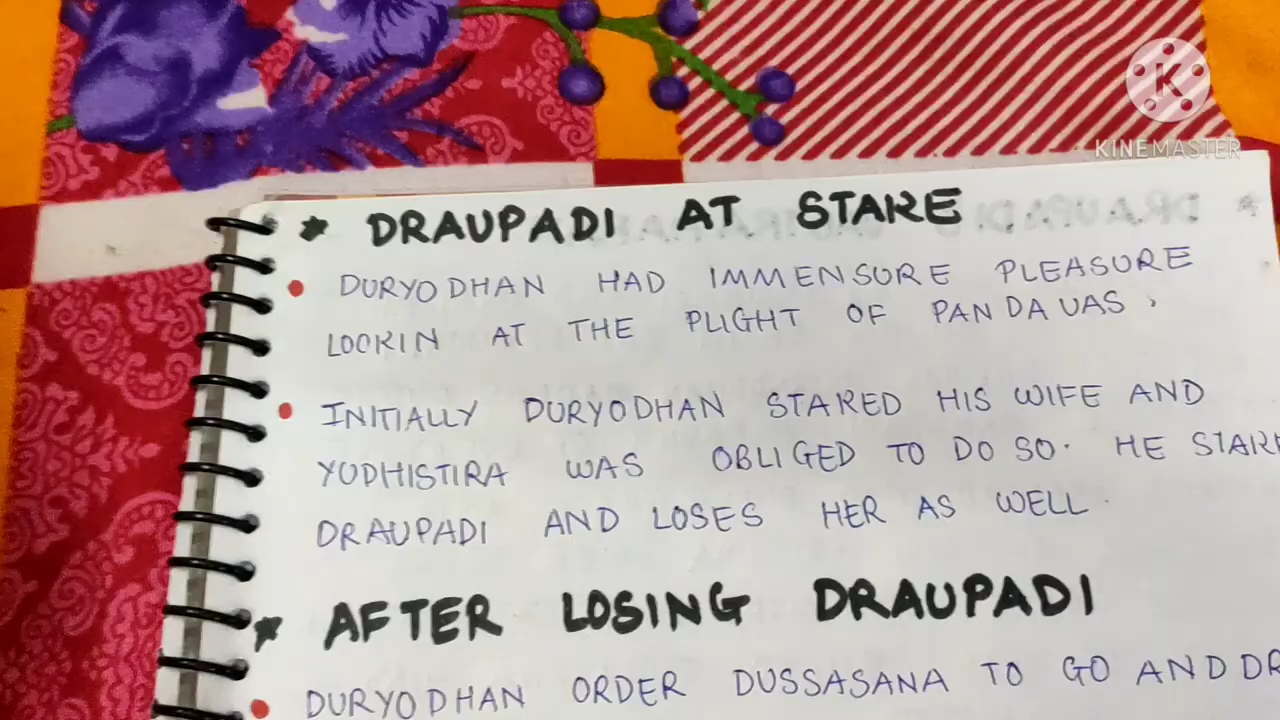 K
KINEMASTER
★ DRAUPADI AT STAKE
• DURYODHAN HAD IMMENSURE PLEASURE
LOOKIN AT THE PLIGHT OF PANDAVAS,
• INITIALLY DURYODHAN STAKED HIS WIFE AND
YUDHISTIRA WAS OBLIGED TO DO SO. HE STAKE
DRAUPADI AND LOSES HER AS WELL.
★ AFTER LOSING DRAUPADI
• DURYODHAN ORDER DUSSASANA TO GO AND DR